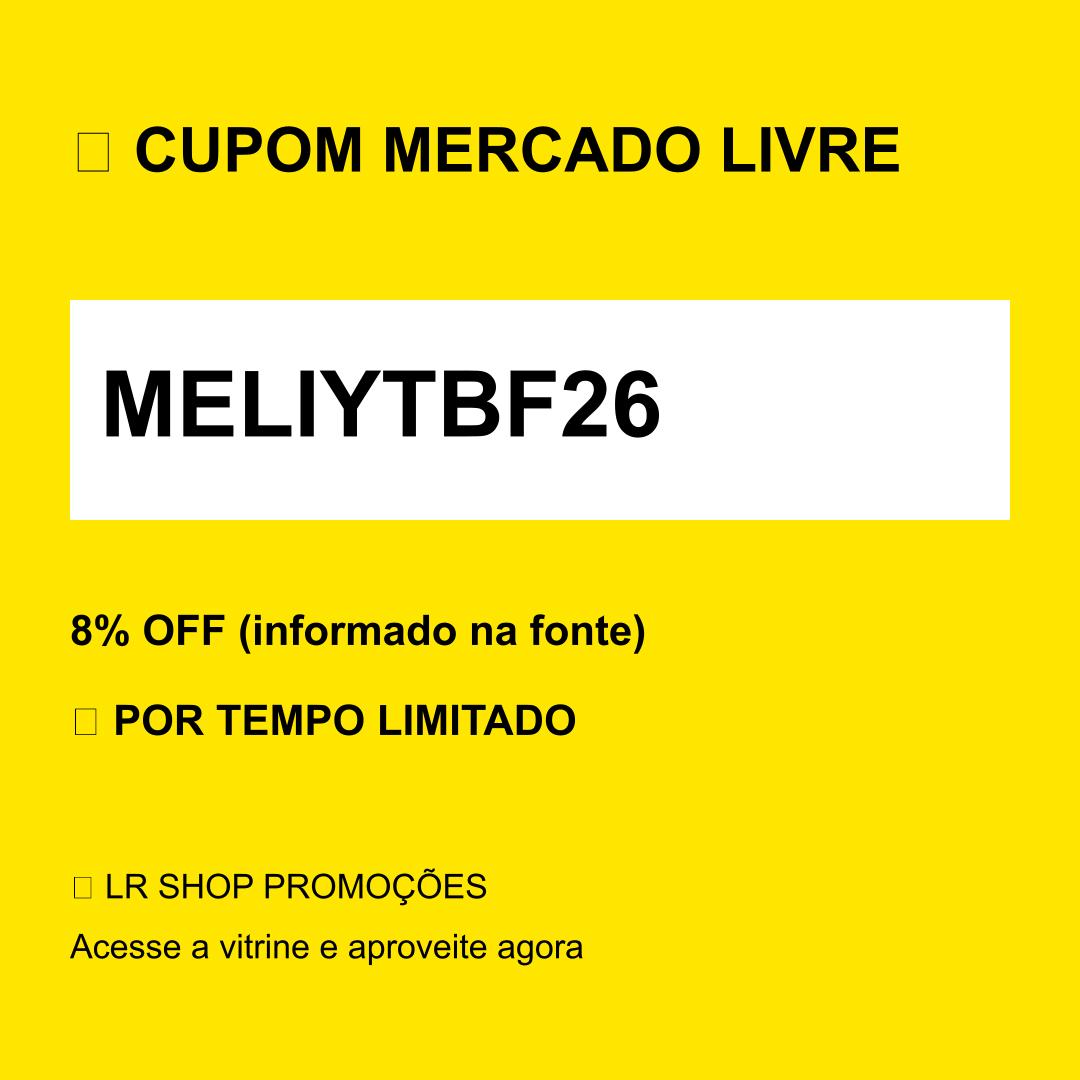 □ CUPOM MERCADO LIVRE
MELIYTBF26
8% OFF (informado na fonte)
□ POR TEMPO LIMITADO
□ LR SHOP PROMOÇÕES
Acesse a vitrine e aproveite agora